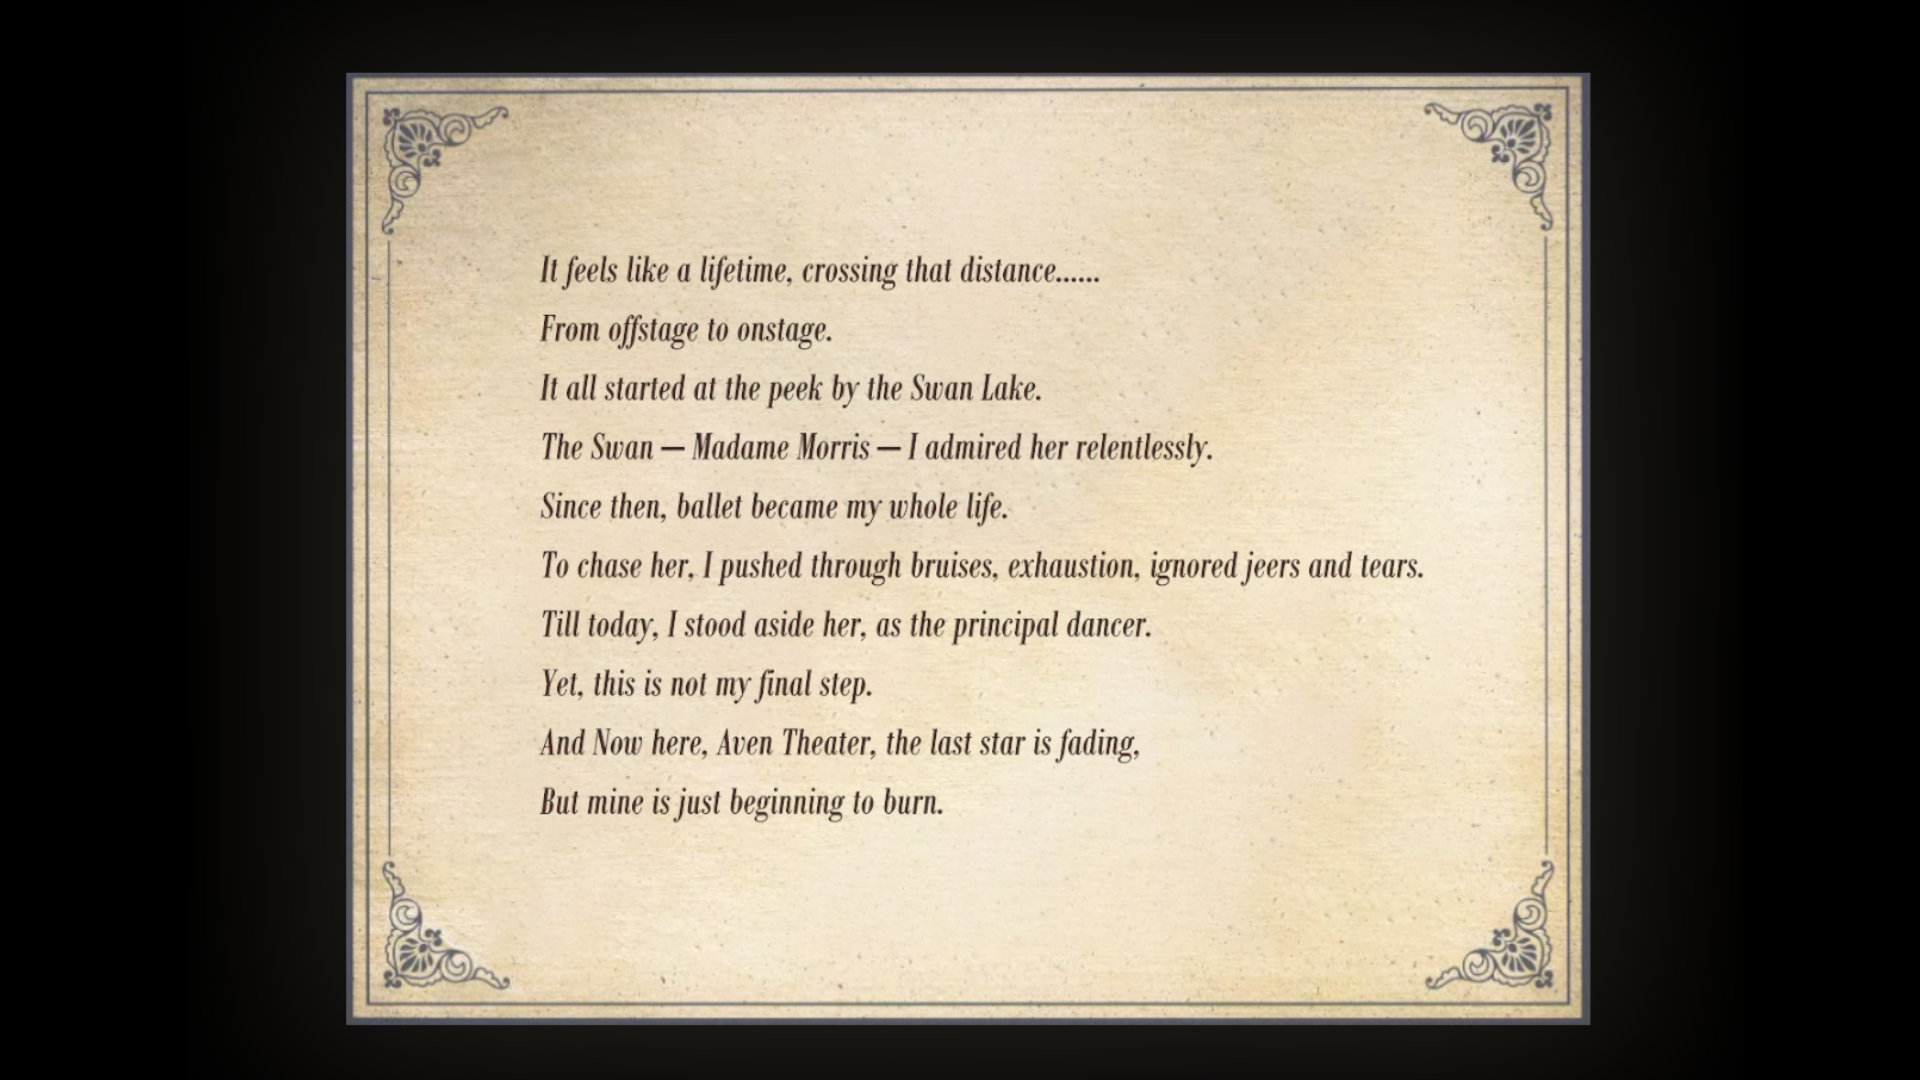 It feels like a lifetime, crossing that distance......
From offstage to onstage.
It all started at the peek by the Swan Lake.
The Swan — Madame Morris — I admired her relentlessly.
Since then, ballet became my whole life.
To chase her, I pushed through bruises, exhaustion, ignored jeers and tears.
Till today, I stood aside her, as the principal dancer.
Yet, this is not my final step.
And Now here, Aven Theater, the last star is fading,
But mine is just beginning to burn.